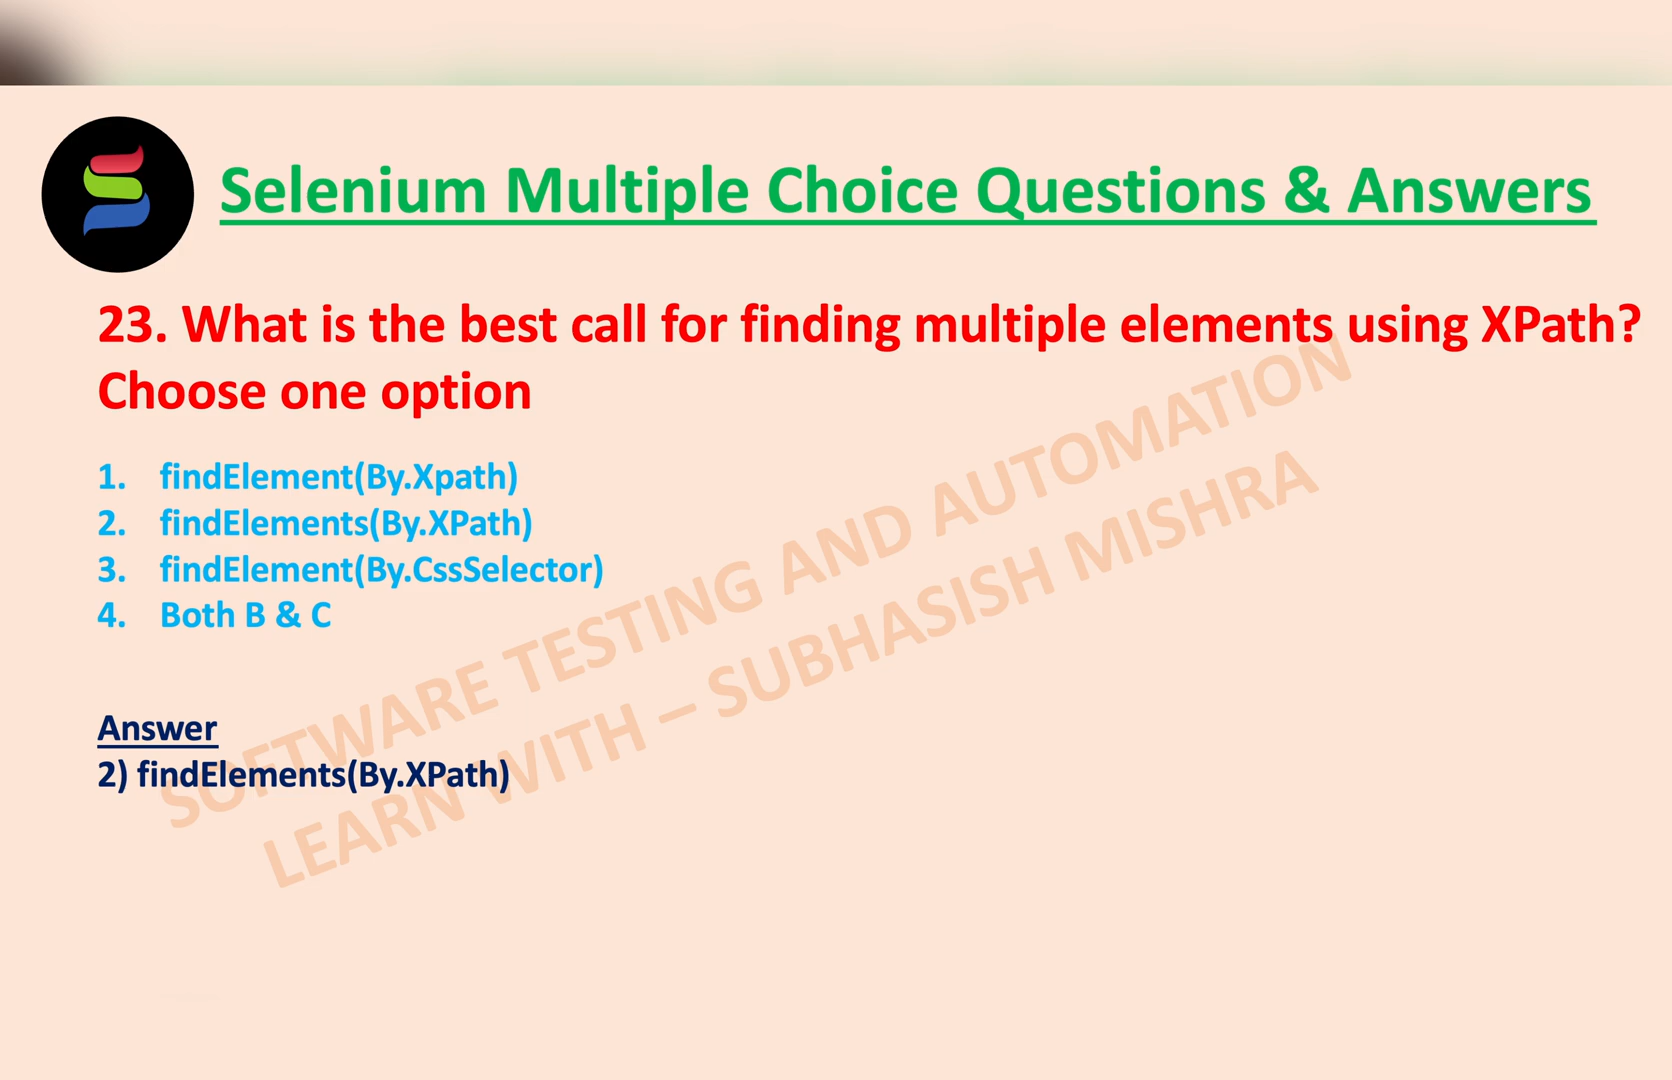 Selenium Multiple Choice Questions & Answers
23. What is the best call for finding multiple elements using XPath?
Choose one option
1. findElement(By.Xpath)
2. findElements(By.XPath)
3. findElement(By.CssSelector)
4. Both B & C
Answer
2) findElements(By.XPath)
SOFTWARE TESTING AND AUTOMATION
LEARN WITH – SUBHASISH MISHRA